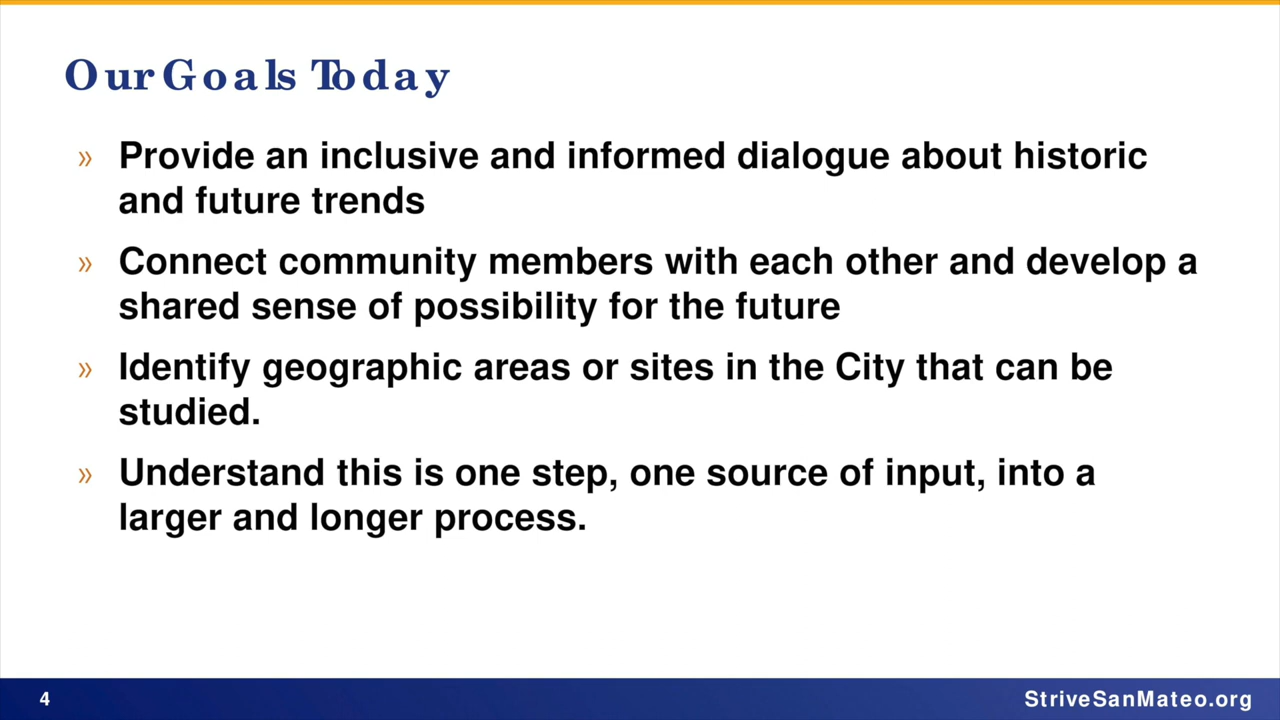 Our Goals Today
» Provide an inclusive and informed dialogue about historic
and future trends
» Connect community members with each other and develop a
shared sense of possibility for the future
» Identify geographic areas or sites in the City that can be
studied.
» Understand this is one step, one source of input, into a
larger and longer process.
4
StriveSanMateo.org